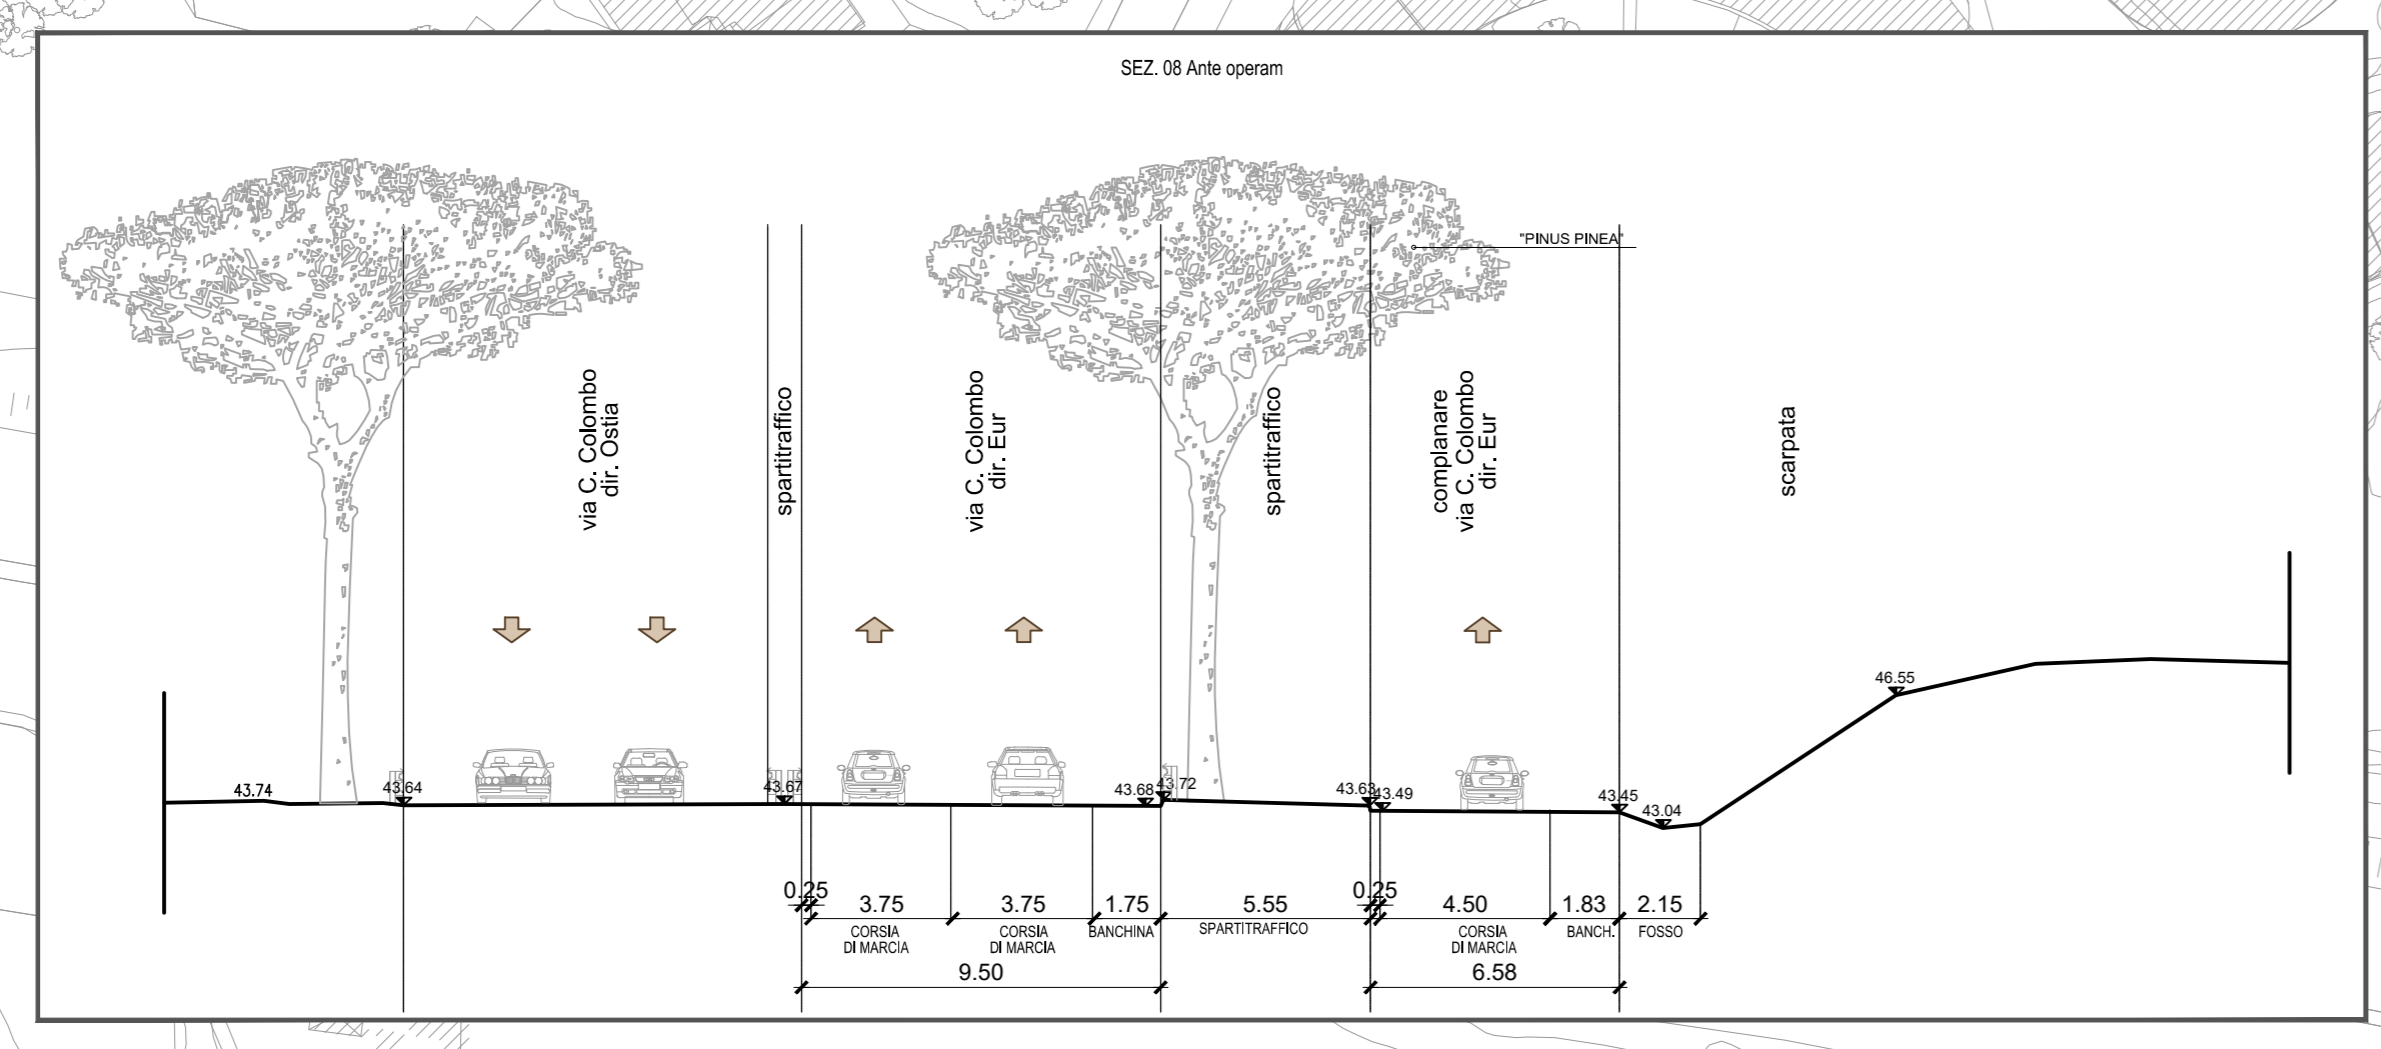 SEZ. 08 Ante operam
"PINUS PINEA"
via C. Colombo
dir. Ostia
spartitraffico
via C. Colombo
dir. Eur
spartitraffico
complanare
via C. Colombo
dir. Eur
scarpata
46.55
43.74
43.64
43.67
43.68
43.72
43.63
43.49
43.45
43.04
0.25
3.75
3.75
1.75
5.55
0.25
4.50
1.83
2.15
CORSIA
DI MARCIA
CORSIA
DI MARCIA
BANCHINA
SPARTITRAFFICO
CORSIA
DI MARCIA
BANCH.
FOSSO
9.50
6.58